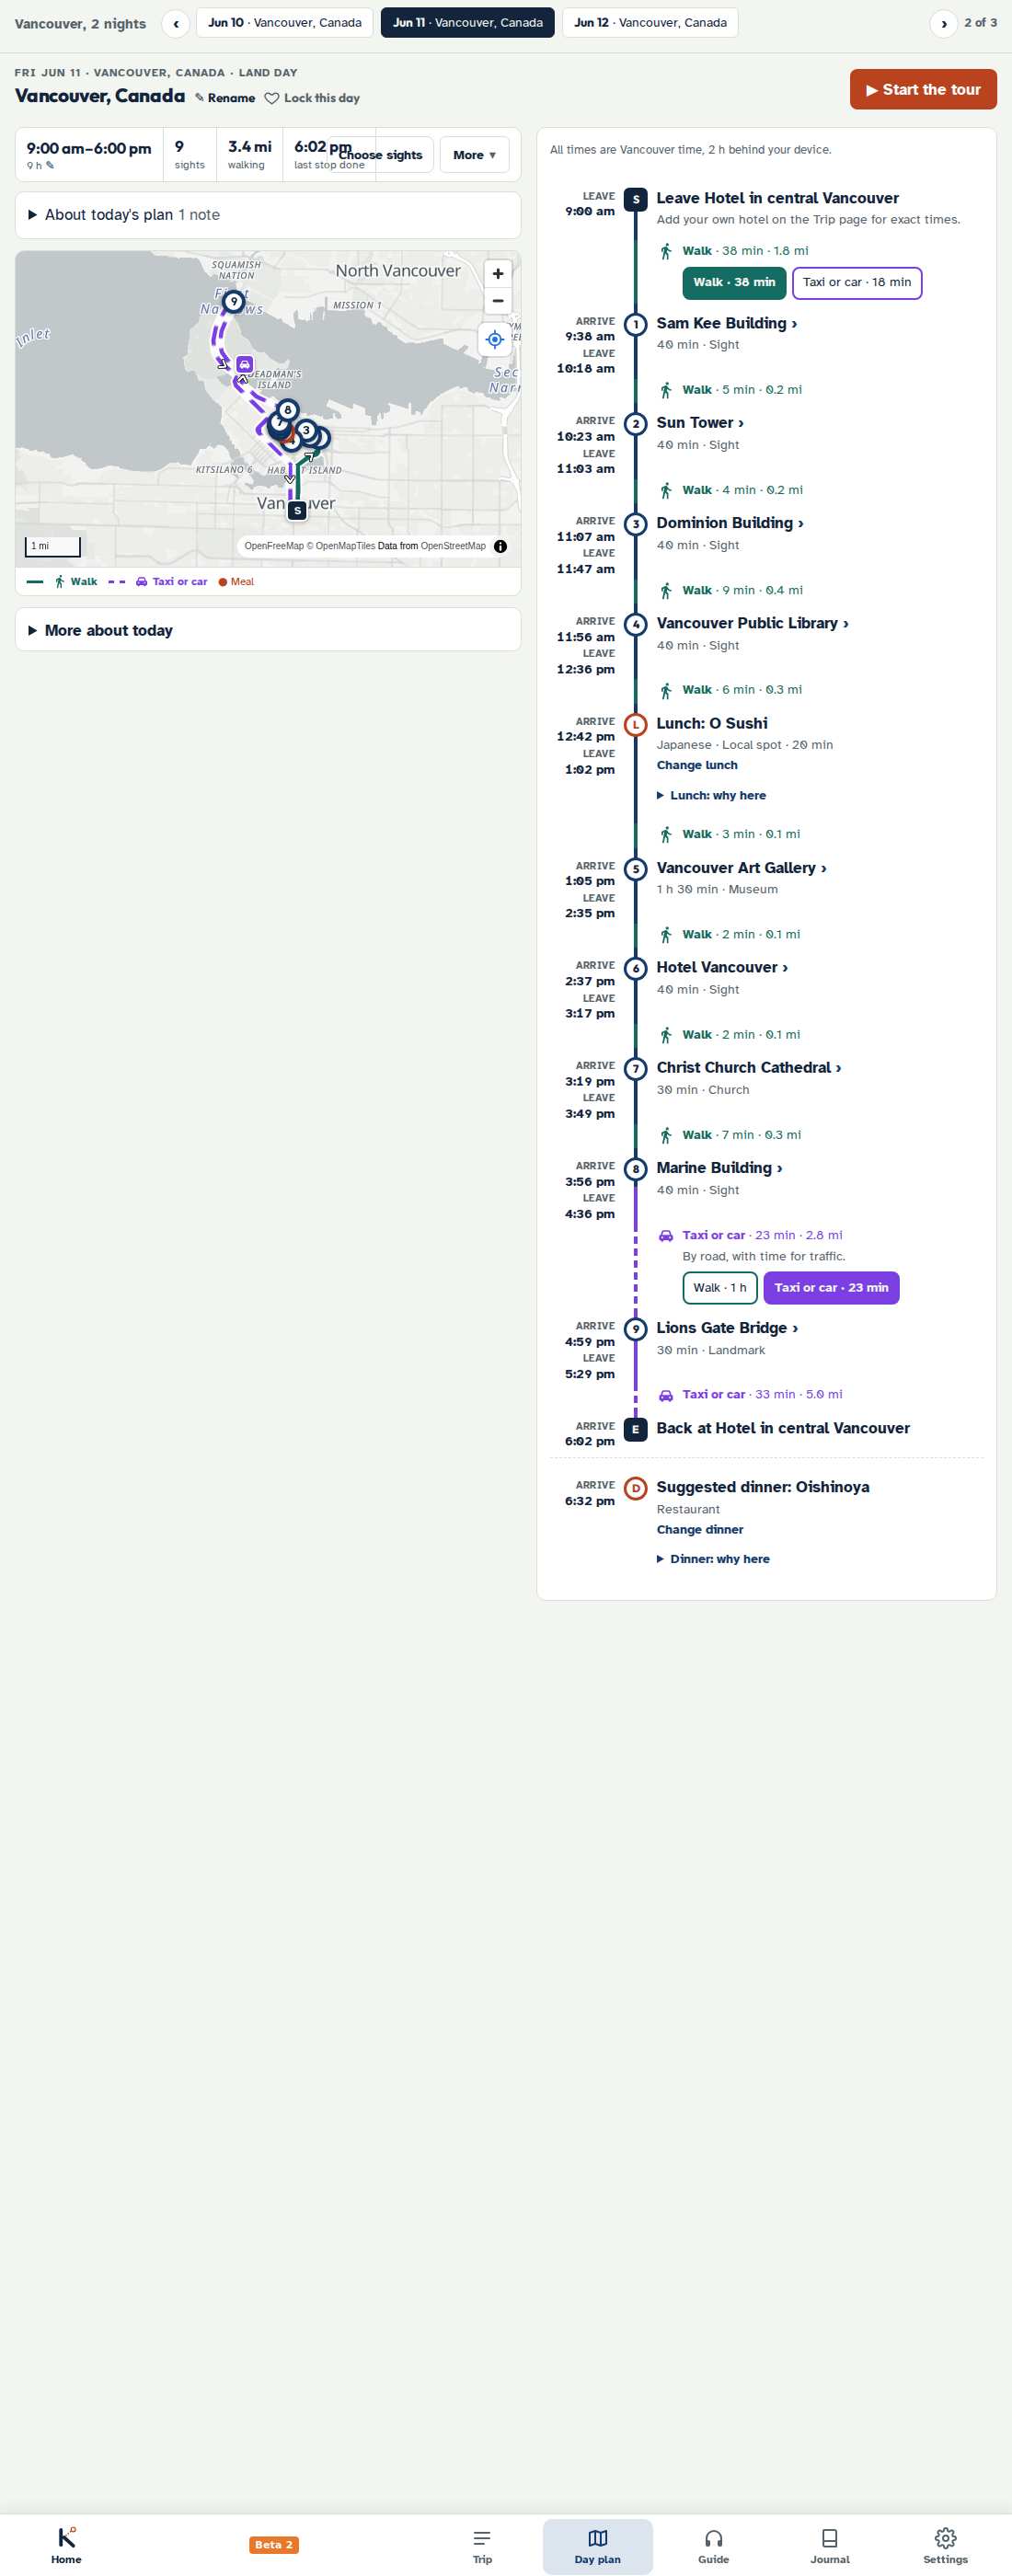 Vancouver, 2 nights
‹
Jun 10 · Vancouver, Canada
Jun 11 · Vancouver, Canada
Jun 12 · Vancouver, Canada
›
2 of 3
FRI JUN 11 · VANCOUVER, CANADA · LAND DAY
Vancouver, Canada ✎ Rename Lock this day
▶ Start the tour
9:00 am–6:00 pm
9 h ✎
9
sights
3.4 mi
walking
6:02 pm
last stop done
Choose sights
More ▼
▶ About today's plan 1 note
SQUAMISH
NATION
North Vancouver
MISSION 1
9
Inlet
DEADMAN'S
ISLAND
8
7
3
KITSILANO 6
S
+
−
1 mi
OpenFreeMap © OpenMapTiles Data from OpenStreetMap
Walk Taxi or car Meal
▶ More about today
All times are Vancouver time, 2 h behind your device.
LEAVE
9:00 am
S
Leave Hotel in central Vancouver
Add your own hotel on the Trip page for exact times.
Walk · 38 min · 1.8 mi
Walk · 38 min
Taxi or car · 18 min
ARRIVE
9:38 am
LEAVE
10:18 am
1
Sam Kee Building ›
40 min · Sight
Walk · 5 min · 0.2 mi
ARRIVE
10:23 am
LEAVE
11:03 am
2
Sun Tower ›
40 min · Sight
Walk · 4 min · 0.2 mi
ARRIVE
11:07 am
LEAVE
11:47 am
3
Dominion Building ›
40 min · Sight
Walk · 9 min · 0.4 mi
ARRIVE
11:56 am
LEAVE
12:36 pm
4
Vancouver Public Library ›
40 min · Sight
Walk · 6 min · 0.3 mi
ARRIVE
12:42 pm
LEAVE
1:02 pm
L
Lunch: O Sushi
Japanese · Local spot · 20 min
Change lunch
▶ Lunch: why here
Walk · 3 min · 0.1 mi
ARRIVE
1:05 pm
LEAVE
2:35 pm
5
Vancouver Art Gallery ›
1 h 30 min · Museum
Walk · 2 min · 0.1 mi
ARRIVE
2:37 pm
LEAVE
3:17 pm
6
Hotel Vancouver ›
40 min · Sight
Walk · 2 min · 0.1 mi
ARRIVE
3:19 pm
LEAVE
3:49 pm
7
Christ Church Cathedral ›
30 min · Church
Walk · 7 min · 0.3 mi
ARRIVE
3:56 pm
LEAVE
4:36 pm
8
Marine Building ›
40 min · Sight
Taxi or car · 23 min · 2.8 mi
By road, with time for traffic.
Walk · 1 h
Taxi or car · 23 min
ARRIVE
4:59 pm
LEAVE
5:29 pm
9
Lions Gate Bridge ›
30 min · Landmark
Taxi or car · 33 min · 5.0 mi
ARRIVE
6:02 pm
E
Back at Hotel in central Vancouver
ARRIVE
6:32 pm
D
Suggested dinner: Oishinoya
Restaurant
Change dinner
▶ Dinner: why here
Home
Beta 2
Trip
Day plan
Guide
Journal
Settings